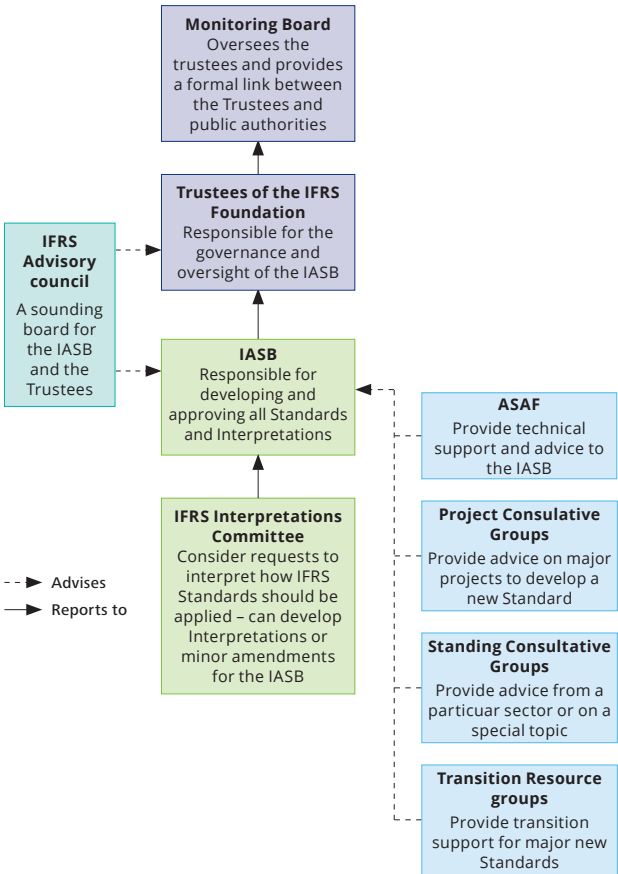 Monitoring Board
Oversees the
trustees and provides
a formal link between
the Trustees and
public authorities
Trustees of the IFRS
Foundation
Responsible for the
governance and
oversight of the IASB
IFRS
Advisory
council
A sounding
board for
the IASB
and the
Trustees
IASB
Responsible for
developing and
approving all Standards
and Interpretations
ASAF
Provide technical
support and advice to
the IASB
IFRS Interpretations
Committee
Consider requests to
interpret how IFRS
Standards should be
applied – can develop
Interpretations or
minor amendments
for the IASB
Project Consulative
Groups
Provide advice on major
projects to develop a
new Standard
Advises
Reports to
Standing Consultative
Groups
Provide advice from a
particuar sector or on a
special topic
Transition Resource
groups
Provide transition
support for major new
Standards